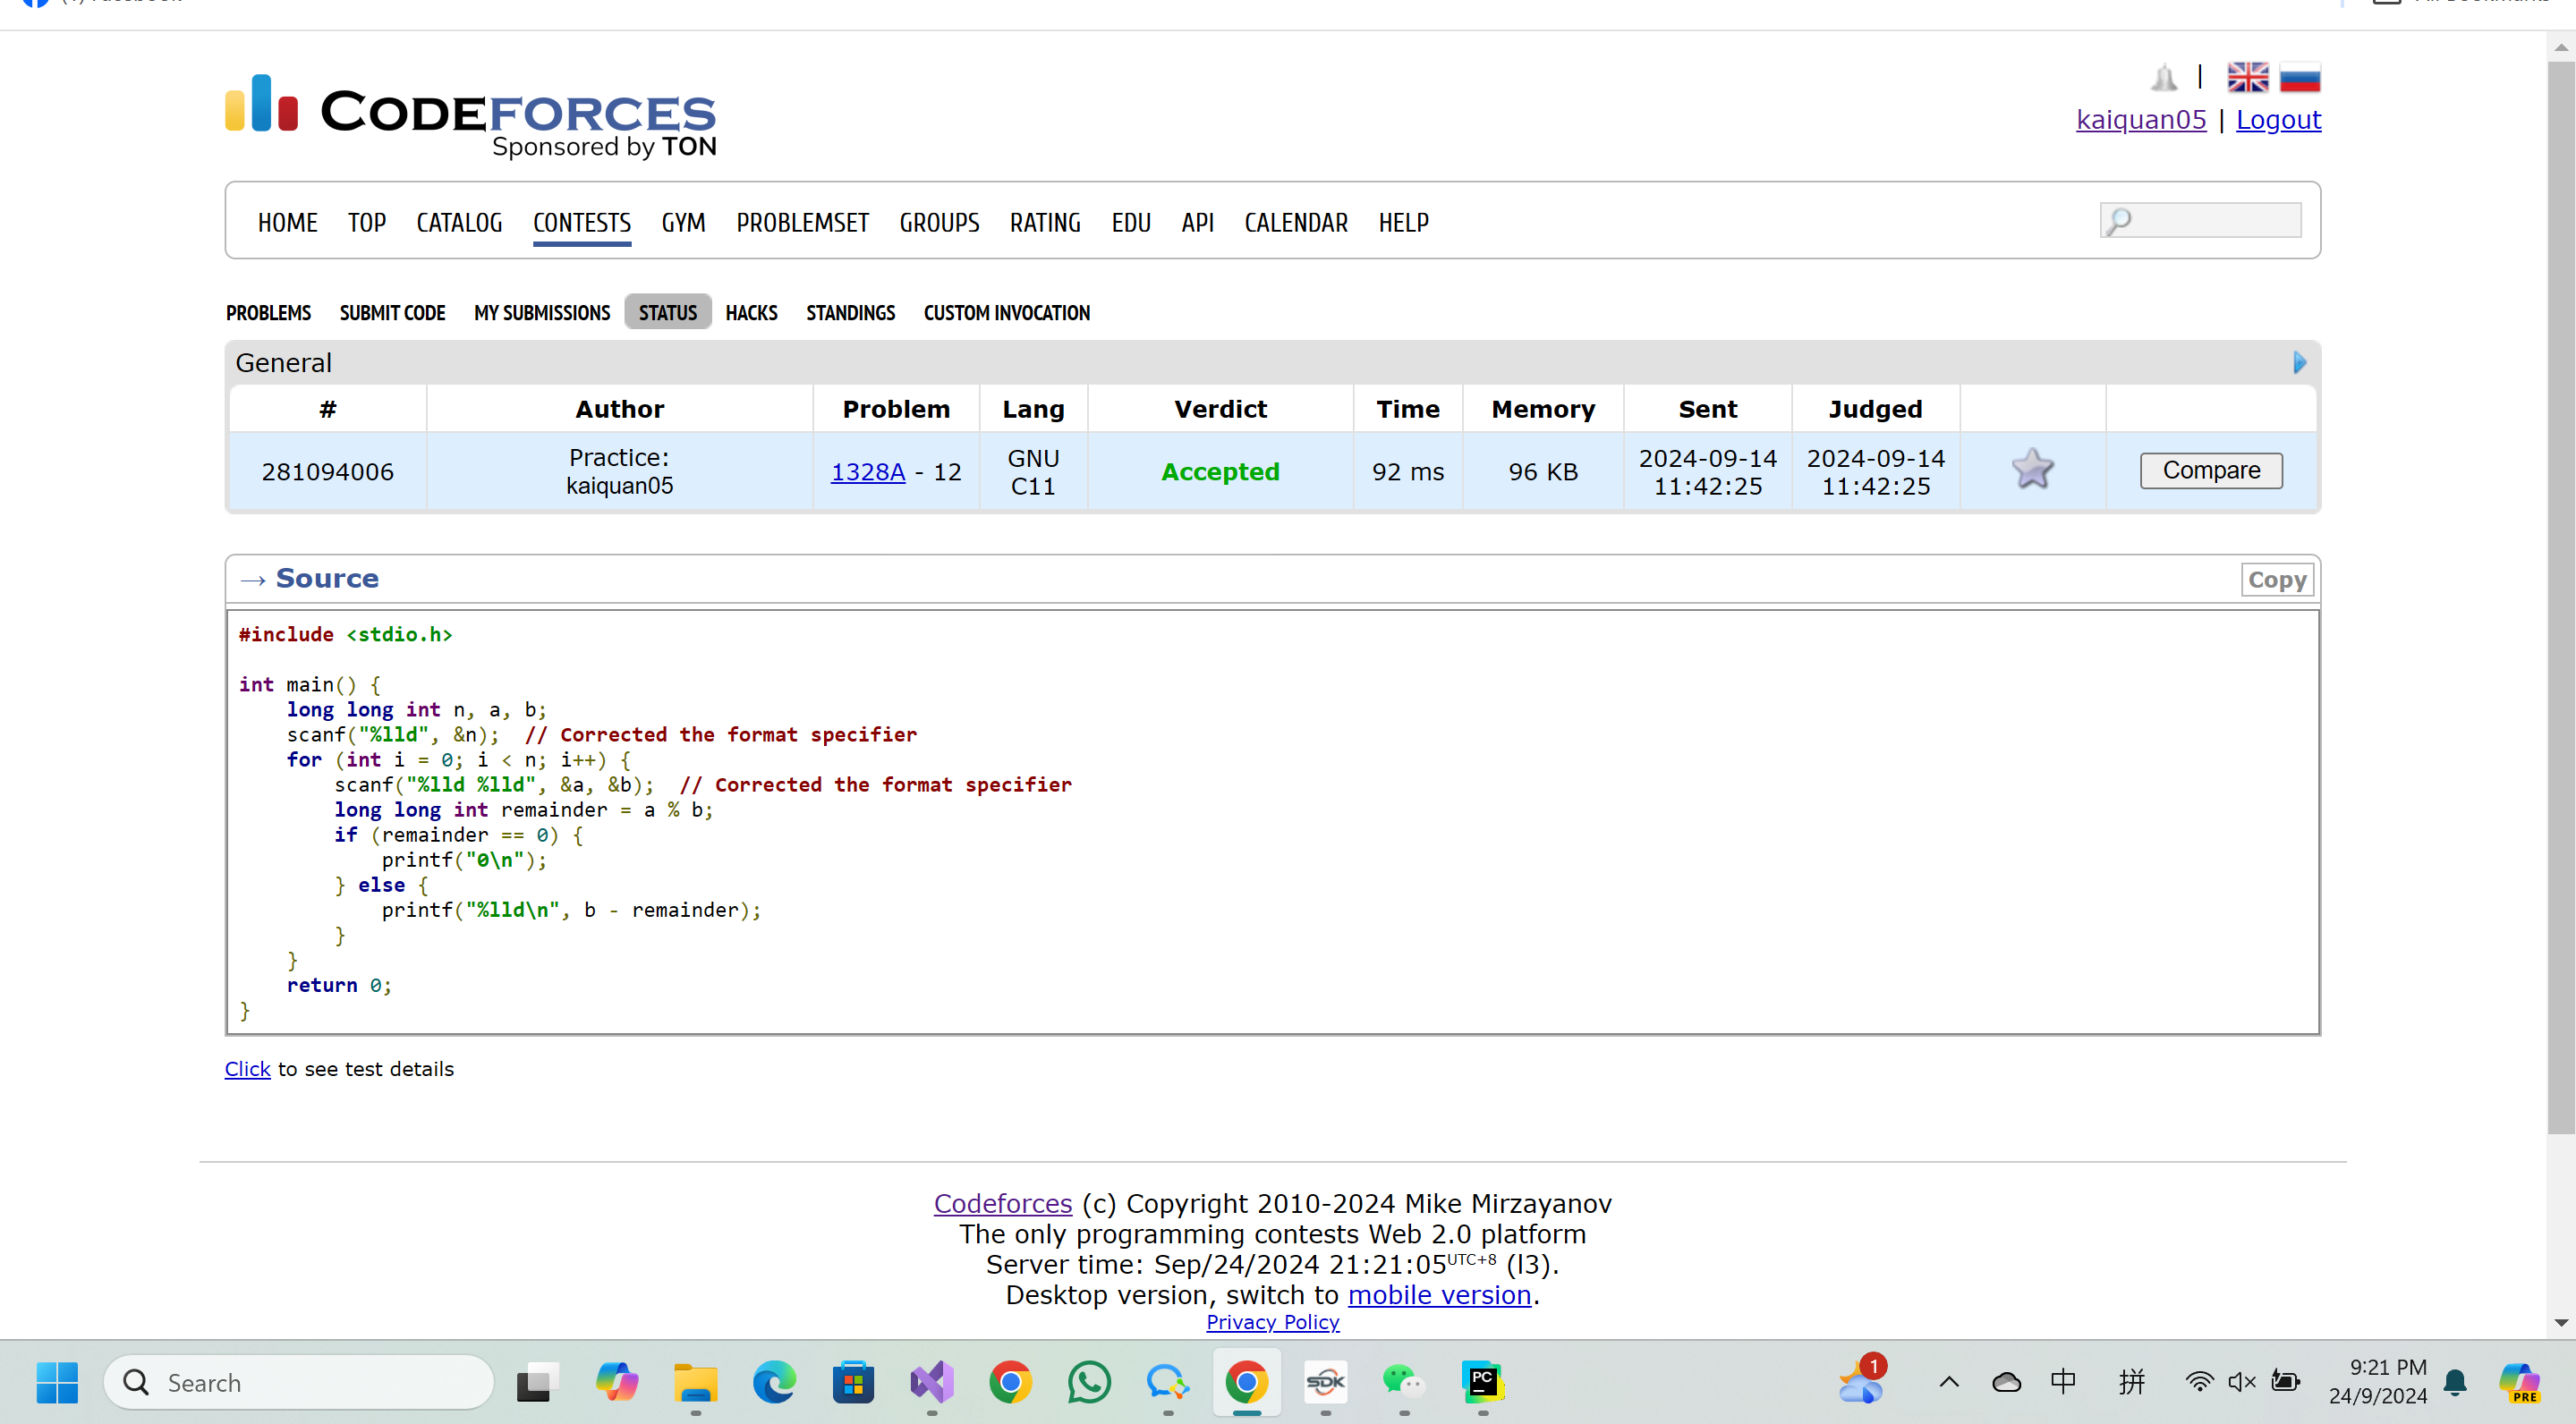 CODEFORCES
Sponsored by TON
|
kaiquan05 | Logout
HOME TOP CATALOG CONTESTS GYM PROBLEMSET GROUPS RATING EDU API CALENDAR HELP
PROBLEMS SUBMIT CODE MY SUBMISSIONS STATUS HACKS STANDINGS CUSTOM INVOCATION
General
# Author Problem Lang Verdict Time Memory Sent Judged
281094006 Practice: kaiquan05 1328A - 12 GNU C11 Accepted 92 ms 96 KB 2024-09-14 11:42:25 2024-09-14 11:42:25 Compare
→ Source
Copy
#include <stdio.h>
int main() {
    long long int n, a, b;
    scanf("%lld", &n);  // Corrected the format specifier
    for (int i = 0; i < n; i++) {
        scanf("%lld %lld", &a, &b);  // Corrected the format specifier
        long long int remainder = a % b;
        if (remainder == 0) {
            printf("0\n");
        } else {
            printf("%lld\n", b - remainder);
        }
    }
    return 0;
}
Click to see test details
Codeforces (c) Copyright 2010-2024 Mike Mirzayanov
The only programming contests Web 2.0 platform
Server time: Sep/24/2024 21:21:05UTC+8 (l3).
Desktop version, switch to mobile version.
Privacy Policy
Search
SDK
PC
1
中
拼
9:21 PM
24/9/2024
PRE